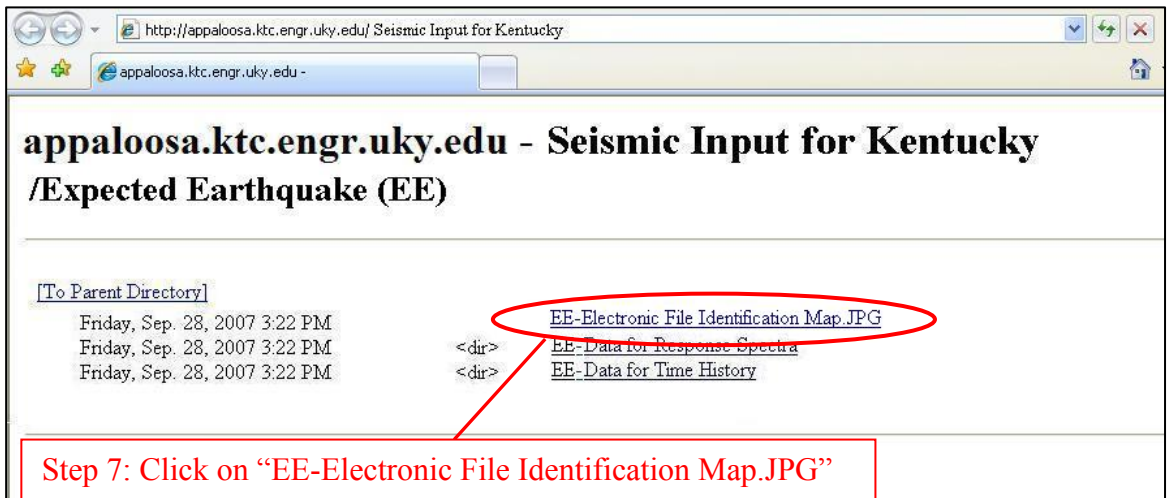 http://appaloosa.ktc.engr.uky.edu/ Seismic Input for Kentucky
appaloosa.ktc.engr.uky.edu -
appaloosa.ktc.engr.uky.edu - Seismic Input for Kentucky
/Expected Earthquake (EE)
[To Parent Directory]
Friday, Sep. 28, 2007 3:22 PM EE-Electronic File Identification Map.JPG
Friday, Sep. 28, 2007 3:22 PM <dir> EE-Data for Response Spectra
Friday, Sep. 28, 2007 3:22 PM <dir> EE-Data for Time History
Step 7: Click on “EE-Electronic File Identification Map.JPG”